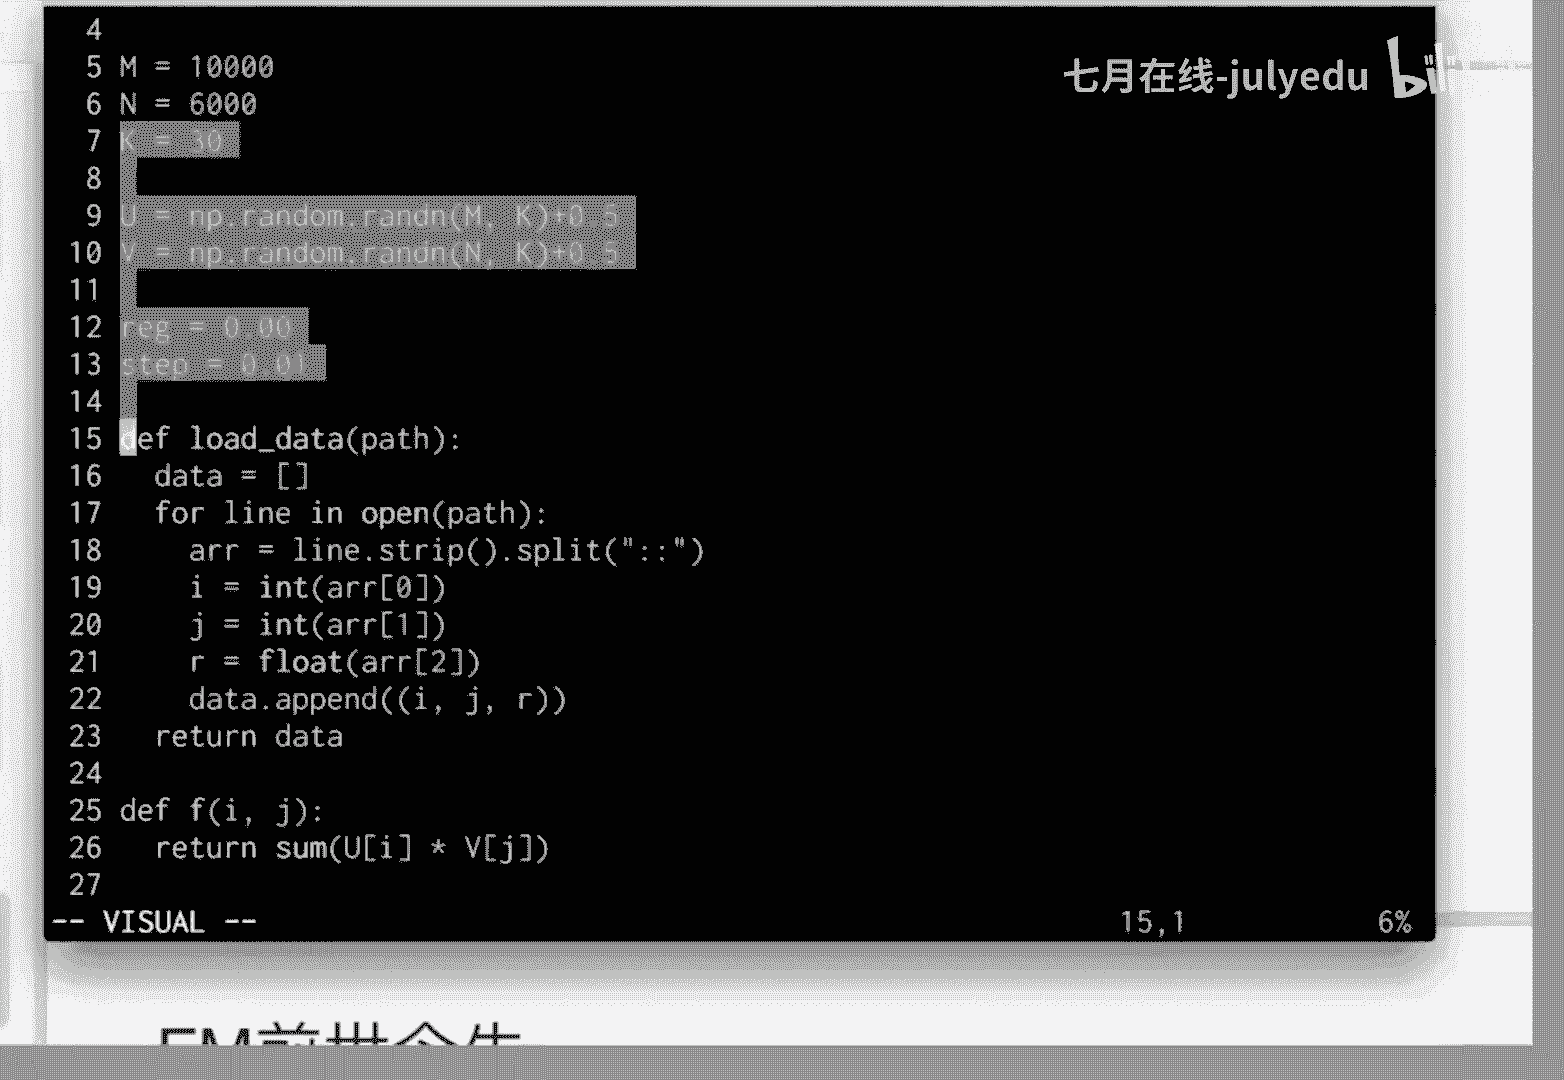 4
5 M = 10000
6 N = 6000
七月在线-julyedu bili
7 K = 30
8
9 U = np.random.randn(M, K)+0.5
10 V = np.random.randn(N, K)+0.5
11
12 reg = 0.00
13 step = 0.01
14
15 def load_data(path):
16   data = []
17   for line in open(path):
18     arr = line.strip().split("::")
19     i = int(arr[0])
20     j = int(arr[1])
21     r = float(arr[2])
22     data.append((i, j, r))
23   return data
24
25 def f(i, j):
26   return sum(U[i] * V[j])
27
-- VISUAL -- 15,1 6%